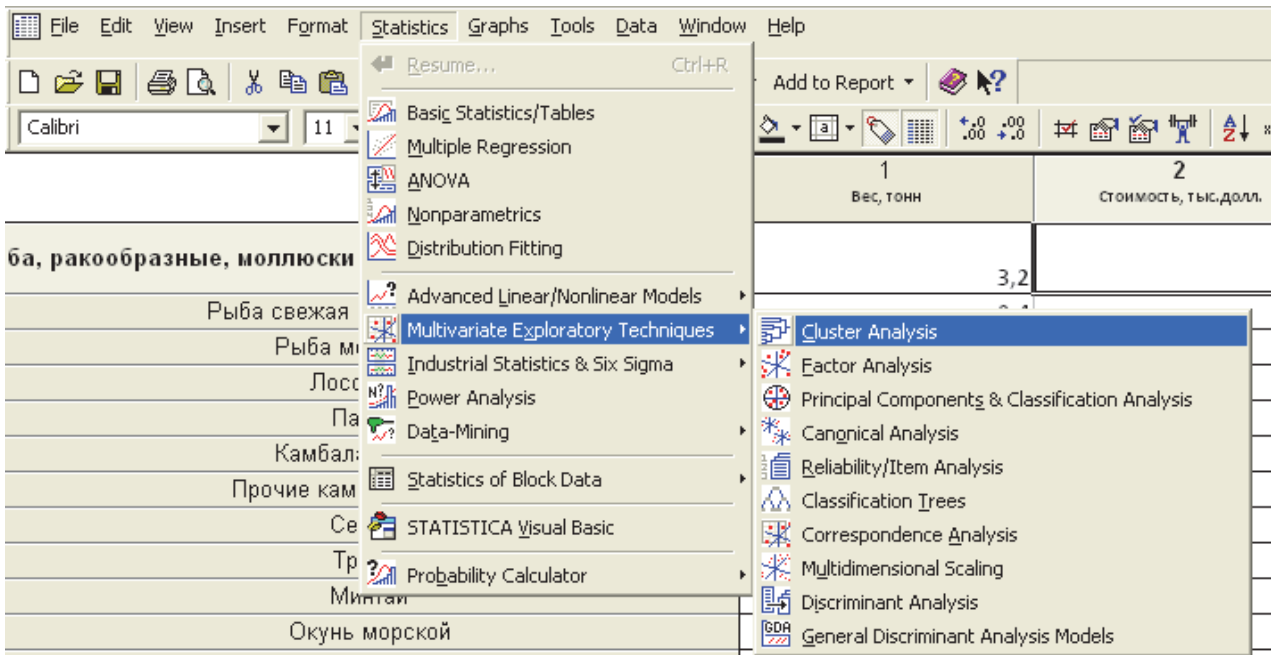 File Edit View Insert Format Statistics Graphs Tools Data Window Help
Resume... Ctrl+R
Add to Report
Calibri 11
Basic Statistics/Tables
Multiple Regression
ANOVA
Nonparametrics
Distribution Fitting
Advanced Linear/Nonlinear Models
Multivariate Exploratory Techniques
Industrial Statistics & Six Sigma
Power Analysis
Data-Mining
Statistics of Block Data
STATISTICA Visual Basic
Probability Calculator
Cluster Analysis
Factor Analysis
Principal Components & Classification Analysis
Canonical Analysis
Reliability/Item Analysis
Classification Trees
Correspondence Analysis
Multidimensional Scaling
Discriminant Analysis
General Discriminant Analysis Models
1 2
Вес, тонн Стоимость, тыс.долл.
ба, ракообразные, моллюски 3,2
Рыба свежая
Рыба
Лосо
Па
Камбала
Прочие кам
Се
Тр
Минтай
Окунь морской